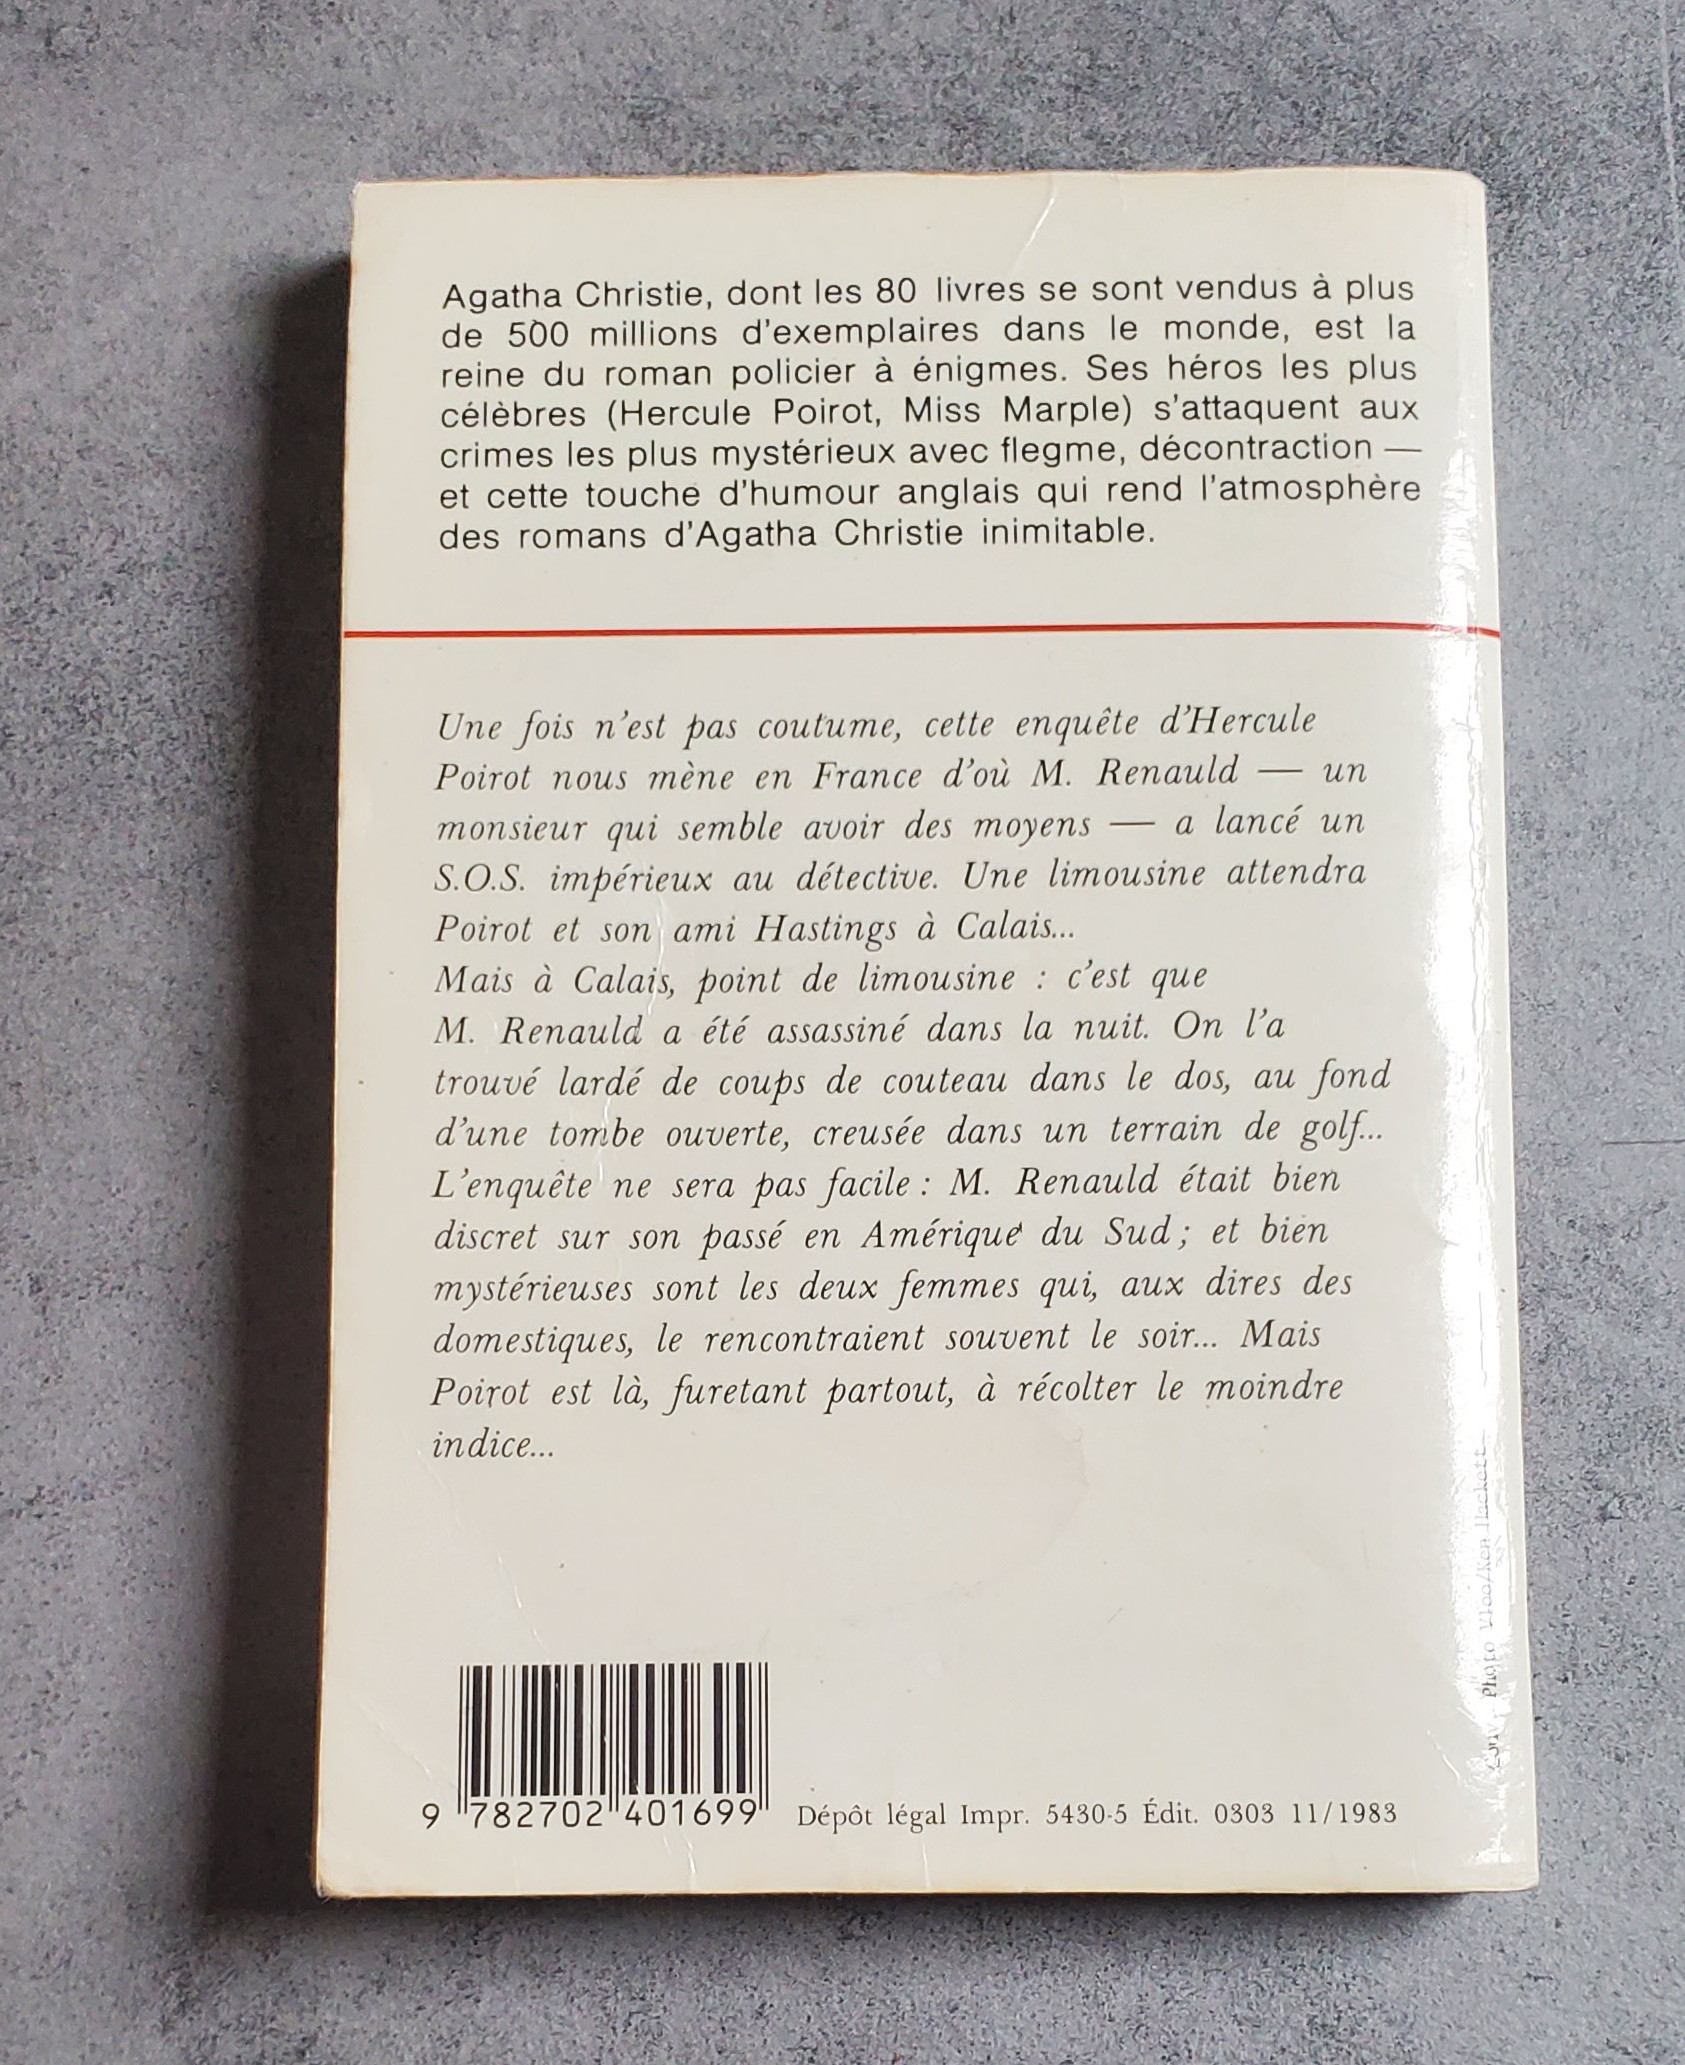 Agatha Christie, dont les 80 livres se sont vendus à plus
de 500 millions d'exemplaires dans le monde, est la
reine du roman policier à énigmes. Ses héros les plus
célèbres (Hercule Poirot, Miss Marple) s'attaquent aux
crimes les plus mystérieux avec flegme, décontraction —
et cette touche d'humour anglais qui rend l'atmosphère
des romans d'Agatha Christie inimitable.
Une fois n'est pas coutume, cette enquête d'Hercule
Poirot nous mène en France d'où M. Renauld — un
monsieur qui semble avoir des moyens — a lancé un
S.O.S. impérieux au détective. Une limousine attendra
Poirot et son ami Hastings à Calais...
Mais à Calais, point de limousine : c'est que
M. Renauld a été assassiné dans la nuit. On l'a
trouvé lardé de coups de couteau dans le dos, au fond
d'une tombe ouverte, creusée dans un terrain de golf...
L'enquête ne sera pas facile : M. Renauld était bien
discret sur son passé en Amérique du Sud ; et bien
mystérieuses sont les deux femmes qui, aux dires des
domestiques, le rencontraient souvent le soir... Mais
Poirot est là, furetant partout, à récolter le moindre
indice...
9 782702 401699
Dépôt légal Impr. 5430-5 Édit. 0303 11/1983
Couv. Photo Vloo/Ken Hackett